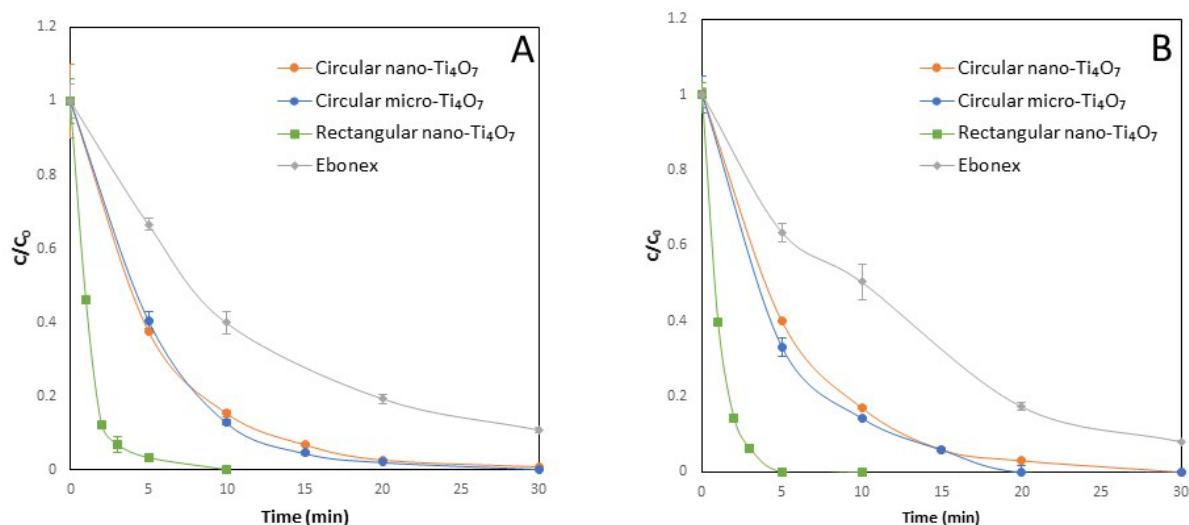 A
1.2
1
0.8
0.6
0.4
0.2
0
C/C₀
Circular nano-Ti₄O₇
Circular micro-Ti₄O₇
Rectangular nano-Ti₄O₇
Ebonex
0 5 10 15 20 25 30
Time (min)
B
1.2
1
0.8
0.6
0.4
0.2
0
C/C₀
Circular nano-Ti₄O₇
Circular micro-Ti₄O₇
Rectangular nano-Ti₄O₇
Ebonex
0 5 10 15 20 25 30
Time (min)